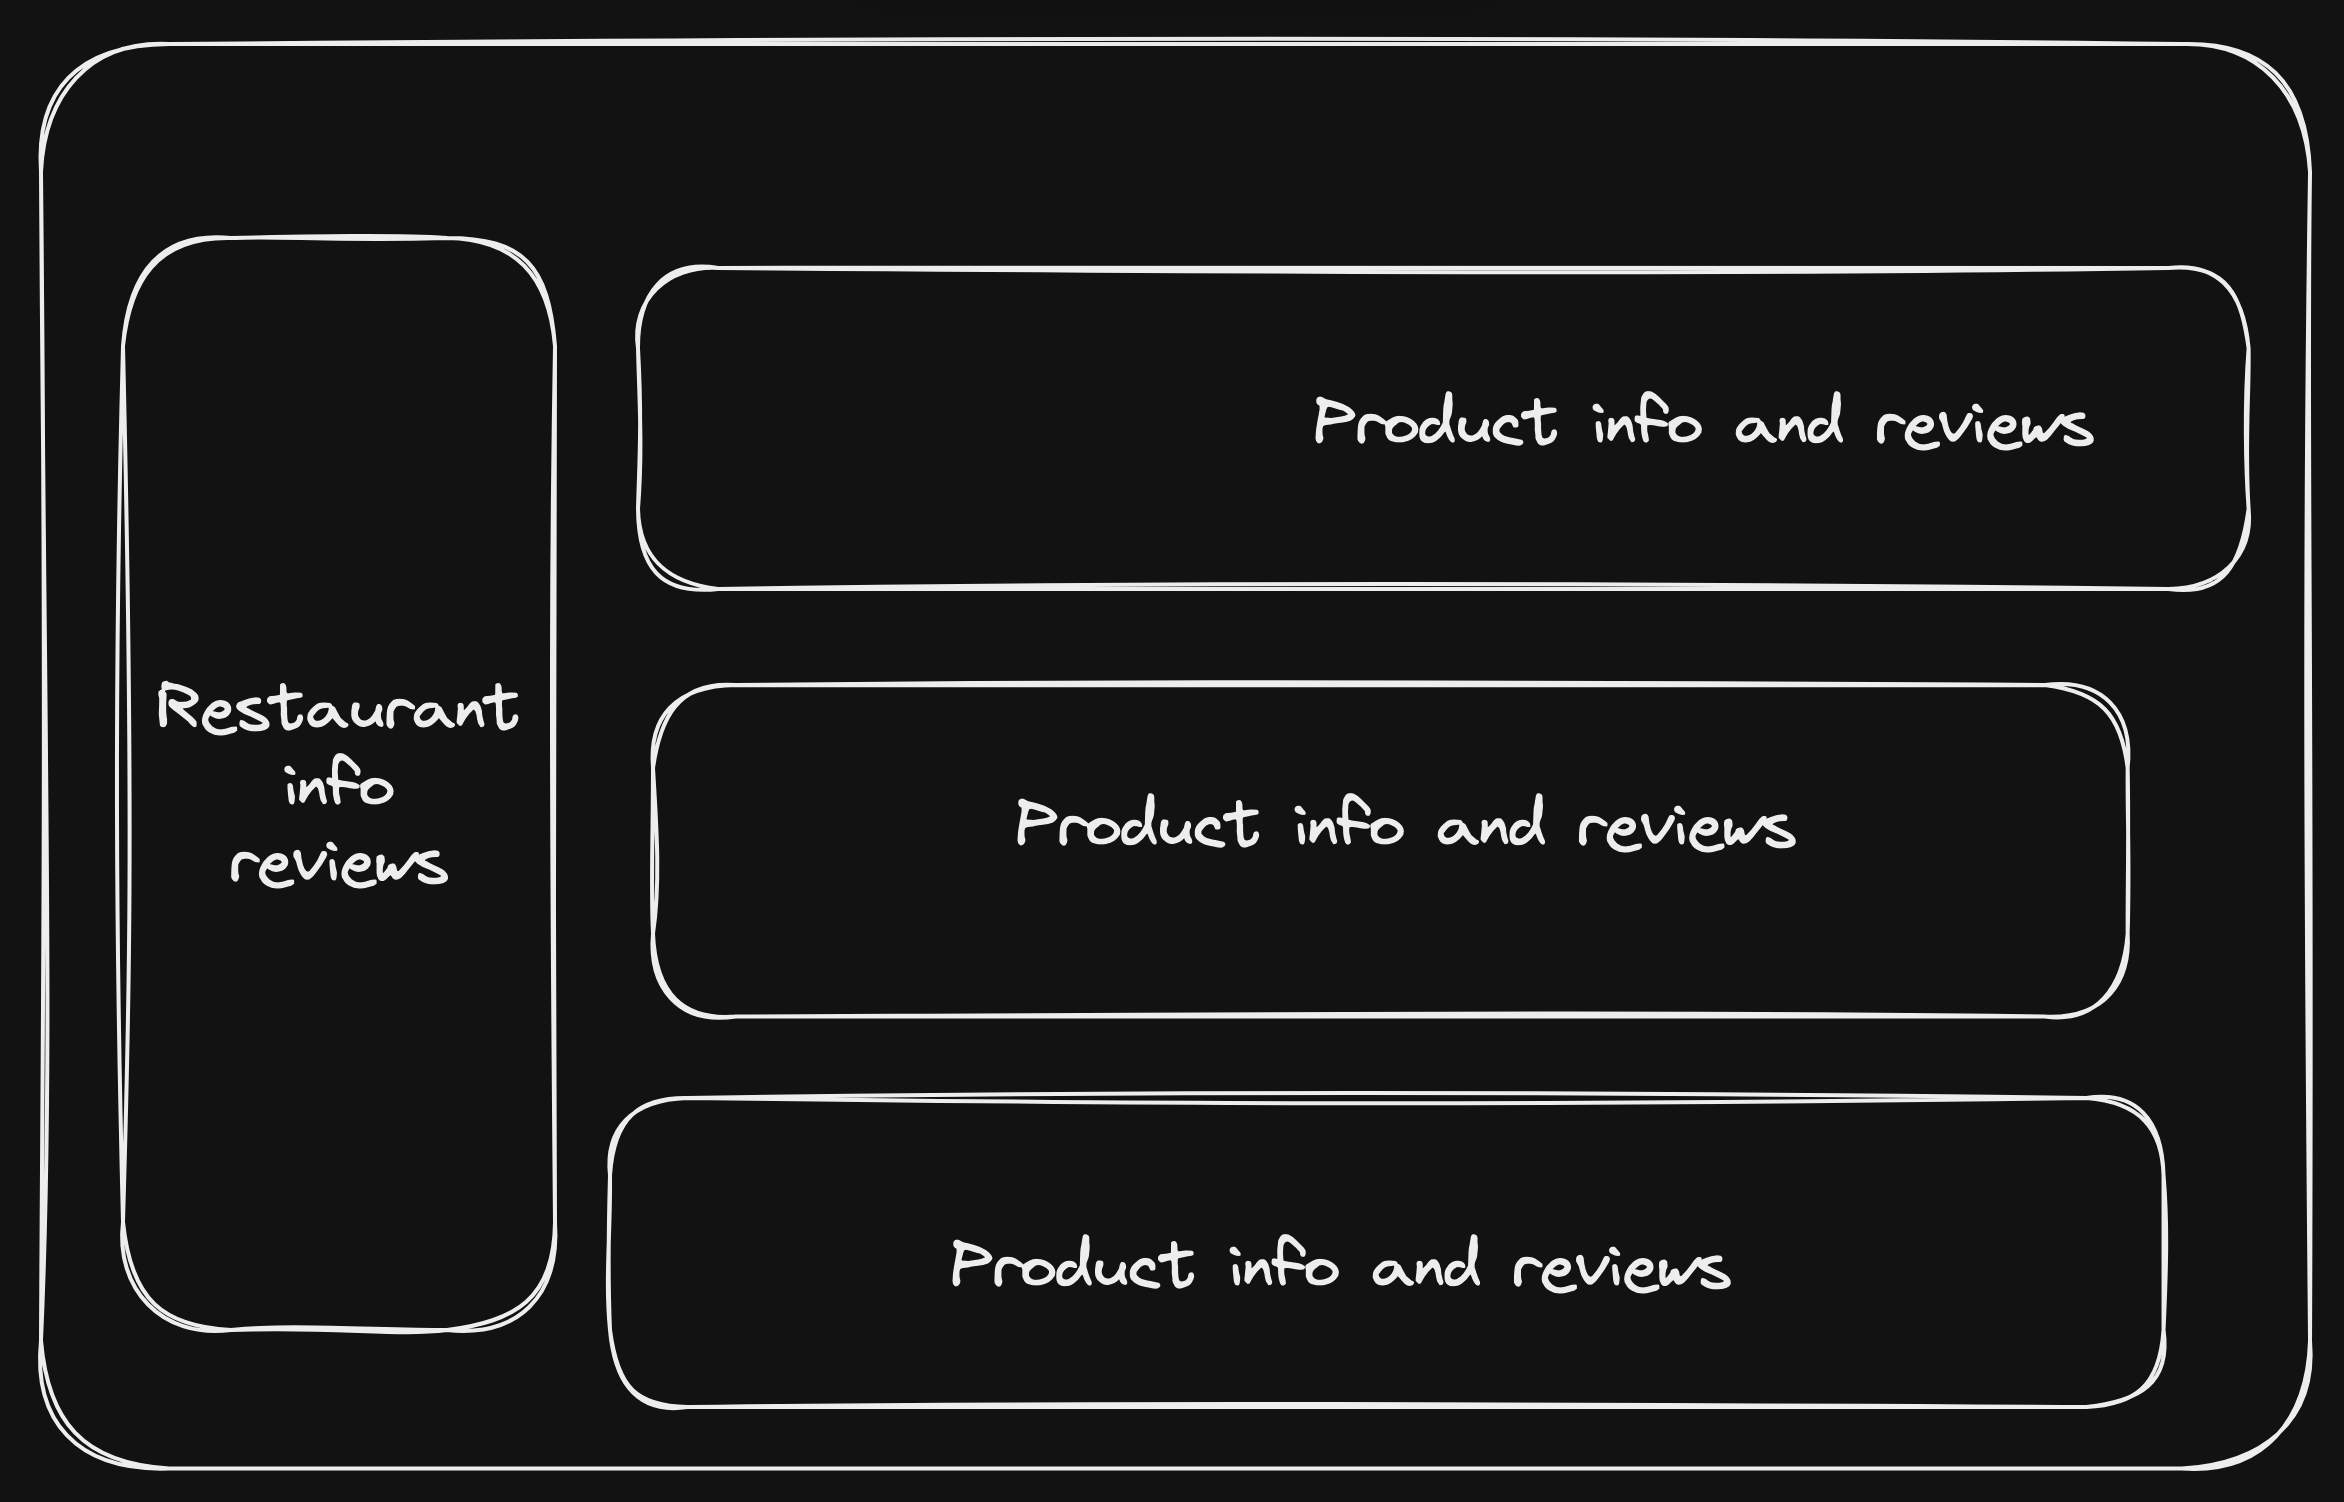 Restaurant
info
reviews
Product info and reviews
Product info and reviews
Product info and reviews